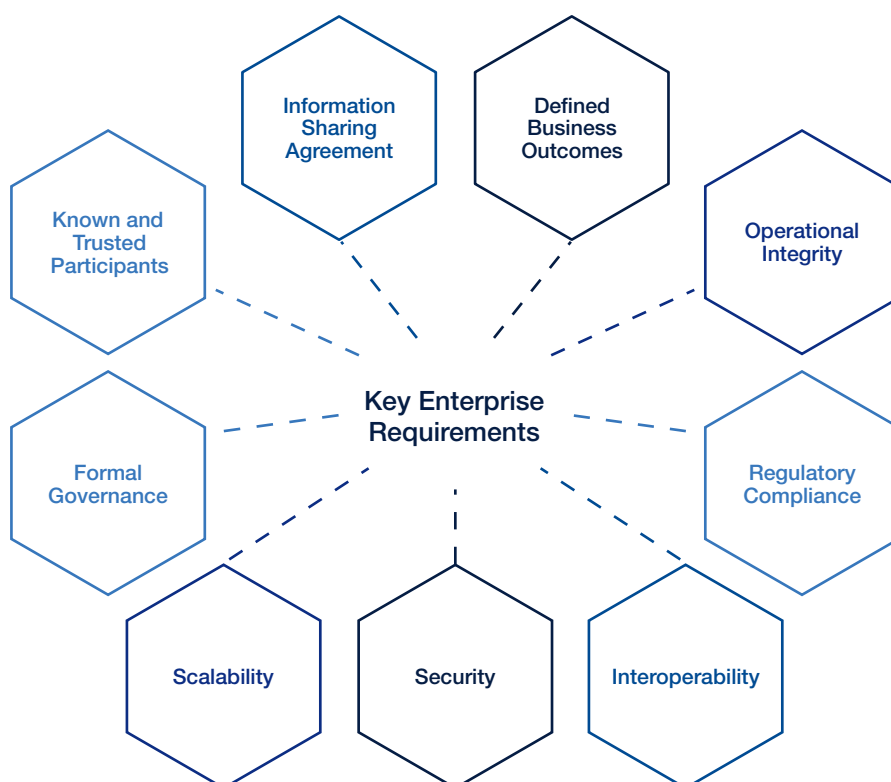 Information
Sharing
Agreement
Defined
Business
Outcomes
Known and
Trusted
Participants
Operational
Integrity
Key Enterprise
Requirements
Formal
Governance
Regulatory
Compliance
Scalability
Security
Interoperability